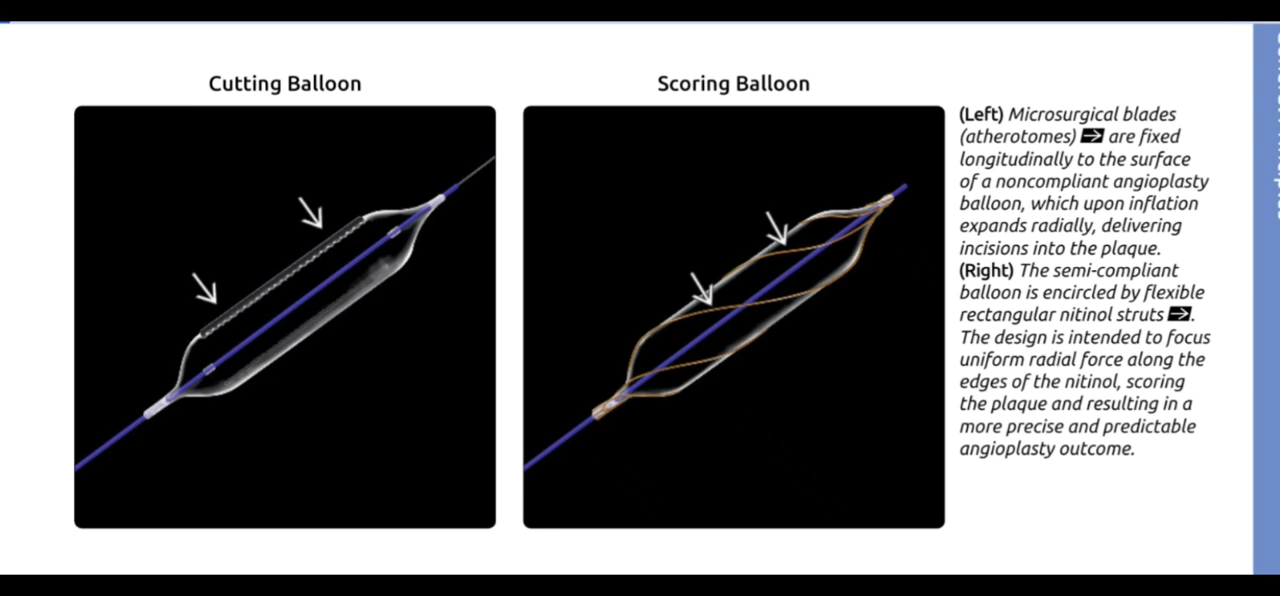 Cutting Balloon
Scoring Balloon
(Left) Microsurgical blades
(atherotomes) ➡ are fixed
longitudinally to the surface
of a noncompliant angioplasty
balloon, which upon inflation
expands radially, delivering
incisions into the plaque.
(Right) The semi-compliant
balloon is encircled by flexible
rectangular nitinol struts ➡.
The design is intended to focus
uniform radial force along the
edges of the nitinol, scoring
the plaque and resulting in a
more precise and predictable
angioplasty outcome.